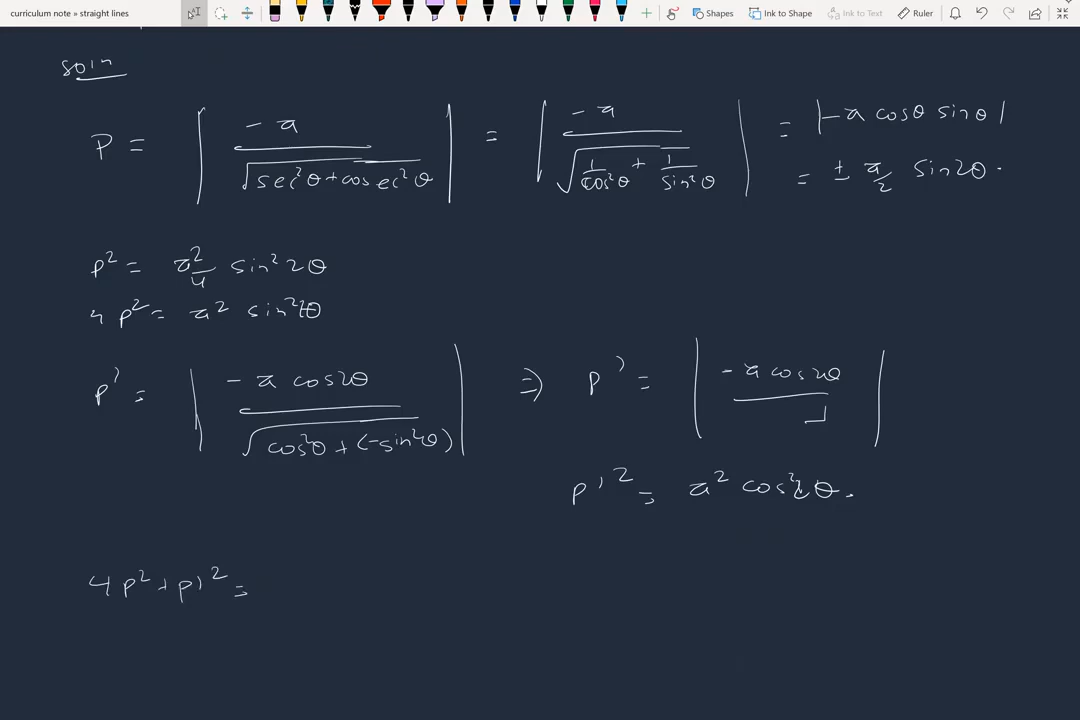 curriculum note » straight lines
Shapes Ink to Shape Ink to Text Ruler
soln
P = | -a / √(sec²θ + cosec²θ) | = | -a / √(1/cos²θ + 1/sin²θ) | = |-a cosθ sinθ|
= ± a/2 sin2θ.
p² = a²/4 sin²2θ
4p² = a² sin²2θ
p' = | -a cos2θ / √(cos²θ + (-sin²θ)) | ⇒ p' = | -a cos2θ / 1 |
p'² = a² cos²2θ.
4p² + p'² =